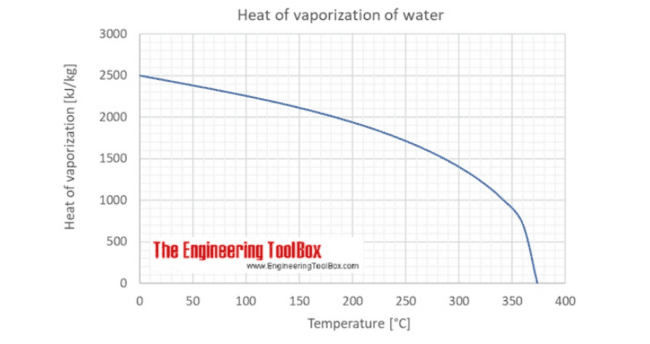 Heat of vaporization of water
Heat of vaporization [kJ/kg]
3000
2500
2000
1500
1000
500
0
The Engineering ToolBox
www.EngineeringToolBox.com
0 50 100 150 200 250 300 350 400
Temperature [°C]